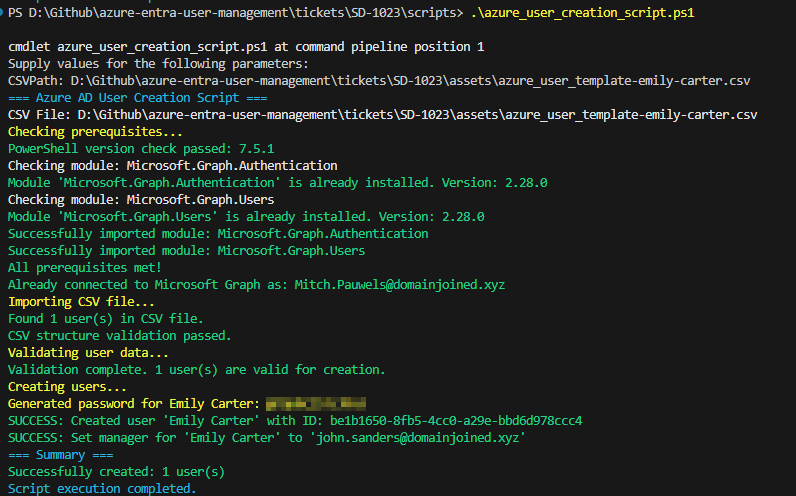 PS D:\Github\azure-entra-user-management\tickets\SD-1023\scripts> .\azure_user_creation_script.ps1
cmdlet azure_user_creation_script.ps1 at command pipeline position 1
Supply values for the following parameters:
CSVPath: D:\Github\azure-entra-user-management\tickets\SD-1023\assets\azure_user_template-emily-carter.csv
=== Azure AD User Creation Script ===
CSV File: D:\Github\azure-entra-user-management\tickets\SD-1023\assets\azure_user_template-emily-carter.csv
Checking prerequisites...
PowerShell version check passed: 7.5.1
Checking module: Microsoft.Graph.Authentication
Module 'Microsoft.Graph.Authentication' is already installed. Version: 2.28.0
Checking module: Microsoft.Graph.Users
Module 'Microsoft.Graph.Users' is already installed. Version: 2.28.0
Successfully imported module: Microsoft.Graph.Authentication
Successfully imported module: Microsoft.Graph.Users
All prerequisites met!
Already connected to Microsoft Graph as: Mitch.Pauwels@domainjoined.xyz
Importing CSV file...
Found 1 user(s) in CSV file.
CSV structure validation passed.
Validating user data...
Validation complete. 1 user(s) are valid for creation.
Creating users...
Generated password for Emily Carter:
SUCCESS: Created user 'Emily Carter' with ID: be1b1650-8fb5-4cc0-a29e-bbd6d978ccc4
SUCCESS: Set manager for 'Emily Carter' to 'john.sanders@domainjoined.xyz'
=== Summary ===
Successfully created: 1 user(s)
Script execution completed.